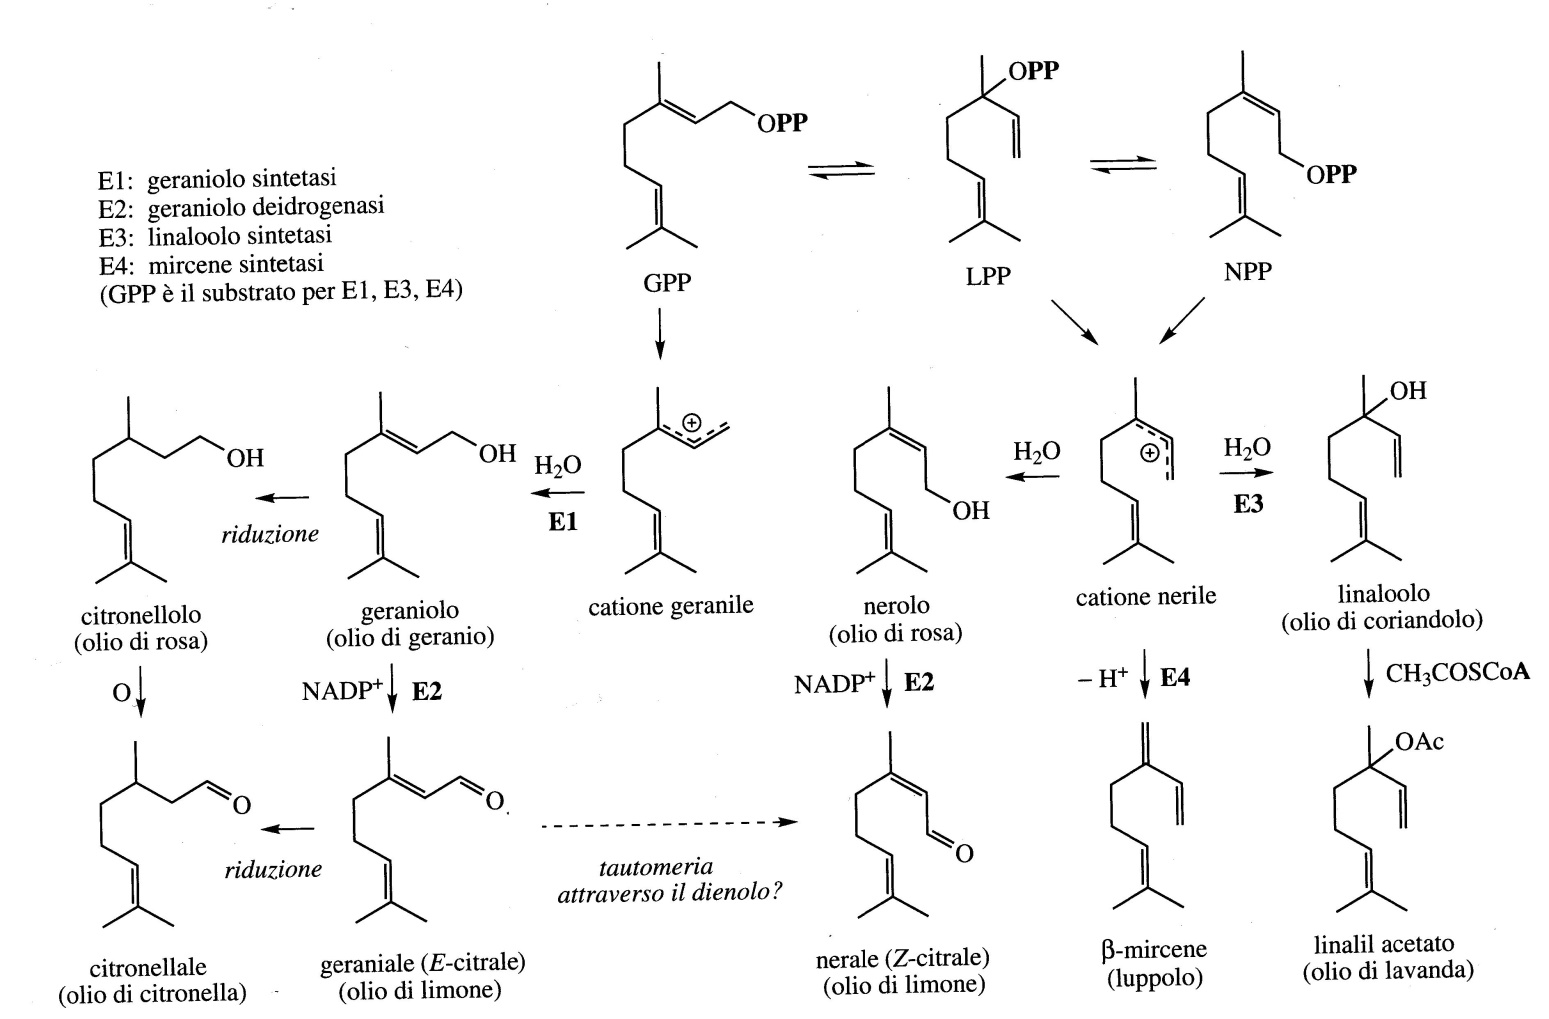 OPP
OPP
OPP
E1: geraniolo sintetasi
E2: geraniolo deidrogenasi
E3: linaloolo sintetasi
E4: mircene sintetasi
(GPP è il substrato per E1, E3, E4)
GPP
LPP
NPP
OH
OH
H₂O
E1
⊕
H₂O
OH
⊕
H₂O
E3
OH
riduzione
citronellolo
(olio di rosa)
geraniolo
(olio di geranio)
catione geranile
nerolo
(olio di rosa)
catione nerile
linaloolo
(olio di coriandolo)
O
NADP⁺
E2
NADP⁺
E2
– H⁺
E4
CH₃COSCoA
O
O
O
OAc
riduzione
tautomeria
attraverso il dienolo?
citronellale
(olio di citronella)
geraniale (E-citrale)
(olio di limone)
nerale (Z-citrale)
(olio di limone)
β-mircene
(luppolo)
linalil acetato
(olio di lavanda)